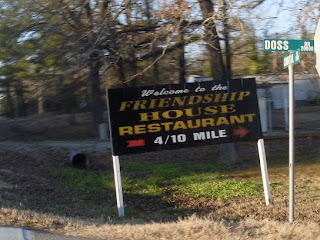 Welcome to the
FRIENDSHIP
HOUSE
RESTAURANT
4/10 MILE
DOSS